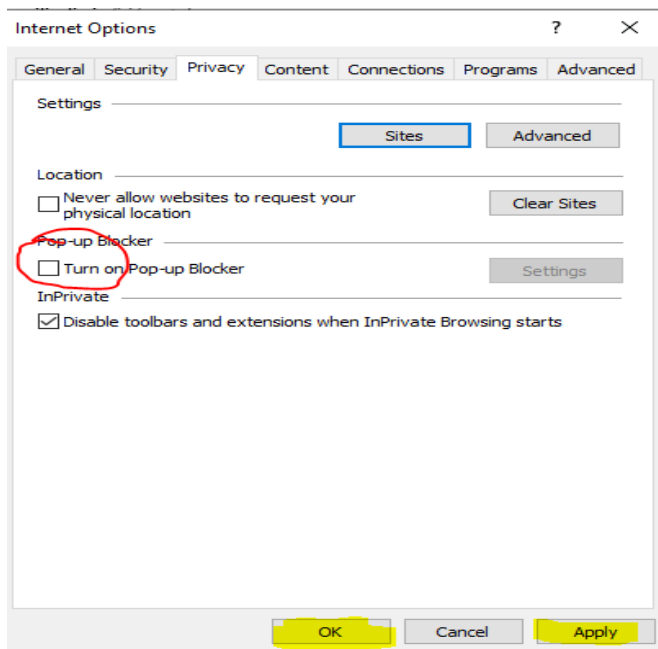 Internet Options ? ×
General Security Privacy Content Connections Programs Advanced
Settings
Sites Advanced
Location
Never allow websites to request your
physical location
Clear Sites
Pop-up Blocker
Turn on Pop-up Blocker Settings
InPrivate
Disable toolbars and extensions when InPrivate Browsing starts
OK Cancel Apply